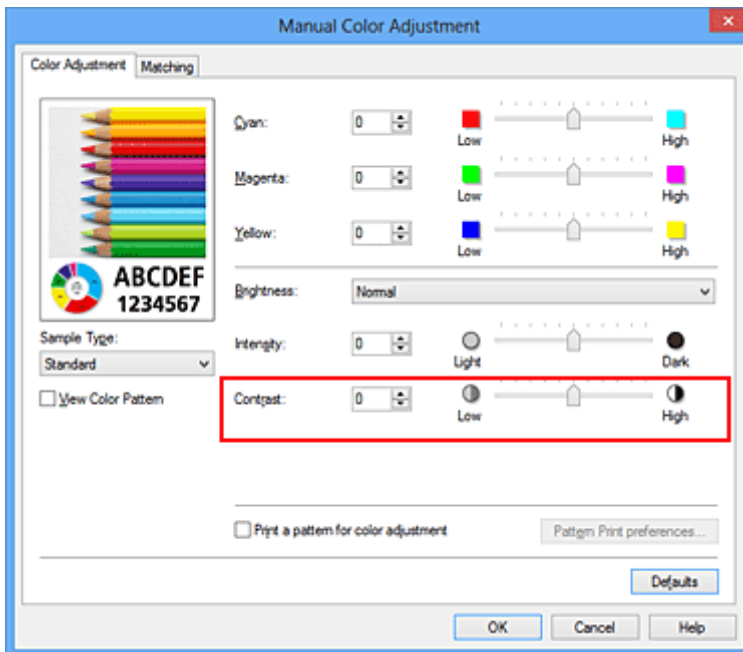 Manual Color Adjustment
Color Adjustment
Matching
Cyan: 0 Low High
Magenta: 0 Low High
Yellow: 0 Low High
ABCDEF
1234567
Brightness: Normal
Sample Type:
Standard
Intensity: 0 Light Dark
View Color Pattern
Contrast: 0 Low High
Print a pattern for color adjustment
Pattern Print preferences...
Defaults
OK Cancel Help